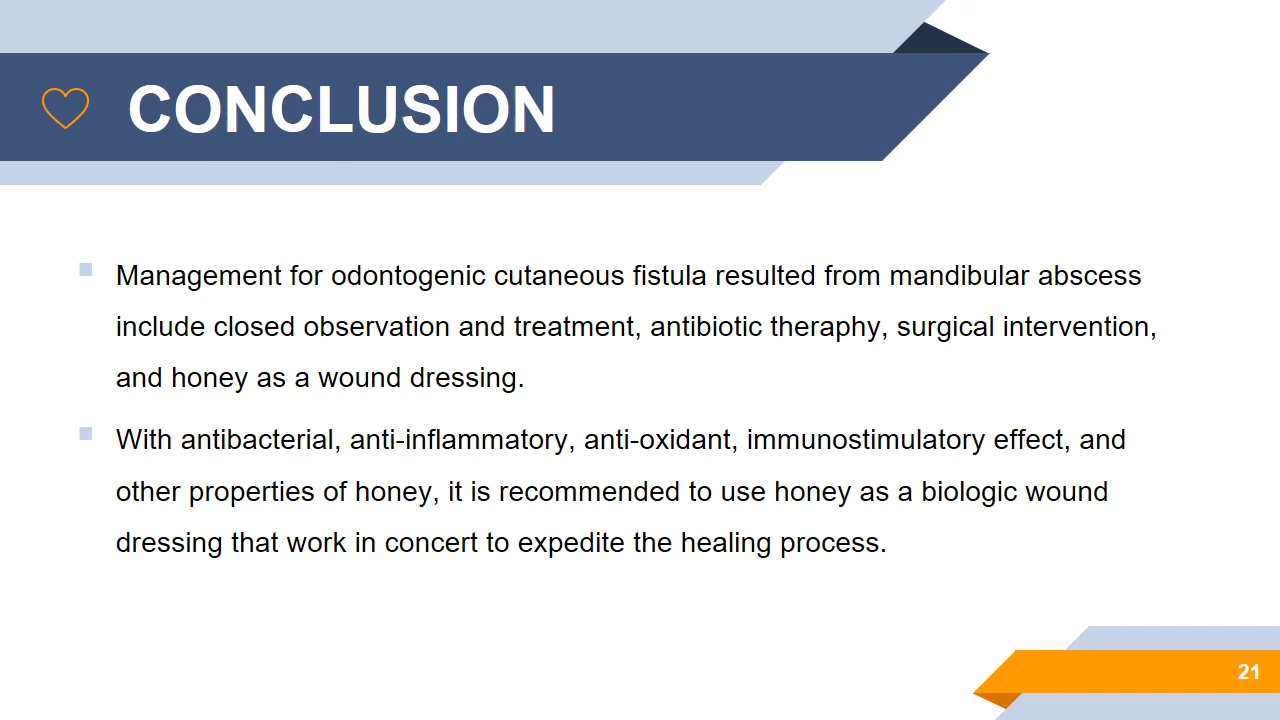 CONCLUSION
Management for odontogenic cutaneous fistula resulted from mandibular abscess
include closed observation and treatment, antibiotic theraphy, surgical intervention,
and honey as a wound dressing.
With antibacterial, anti-inflammatory, anti-oxidant, immunostimulatory effect, and
other properties of honey, it is recommended to use honey as a biologic wound
dressing that work in concert to expedite the healing process.
21